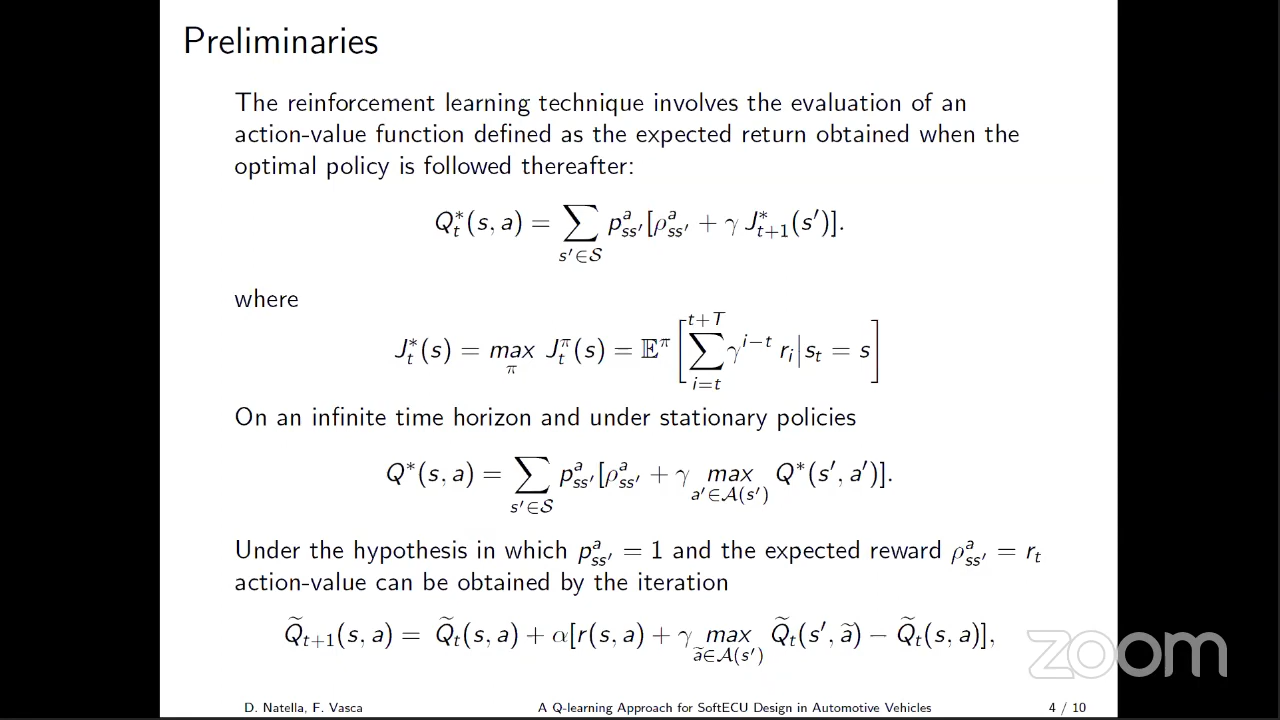 Preliminaries
The reinforcement learning technique involves the evaluation of an
action-value function defined as the expected return obtained when the
optimal policy is followed thereafter:
Q*_t(s, a) = ∑_{s′∈𝒮} p^a_{ss′}[ρ^a_{ss′} + γ J*_{t+1}(s′)].
where
J*_t(s) = max_π J^π_t(s) = 𝔼^π[∑_{i=t}^{t+T} γ^{i−t} r_i | s_t = s]
On an infinite time horizon and under stationary policies
Q*(s, a) = ∑_{s′∈𝒮} p^a_{ss′}[ρ^a_{ss′} + γ max_{a′∈𝒜(s′)} Q*(s′, a′)].
Under the hypothesis in which p^a_{ss′} = 1 and the expected reward ρ^a_{ss′} = r_t
action-value can be obtained by the iteration
Q̃_{t+1}(s, a) = Q̃_t(s, a) + α[r(s, a) + γ max_{ã∈𝒜(s′)} Q̃_t(s′, ã) − Q̃_t(s, a)],
zoom
D. Natella, F. Vasca A Q-learning Approach for SoftECU Design in Automotive Vehicles 4 / 10